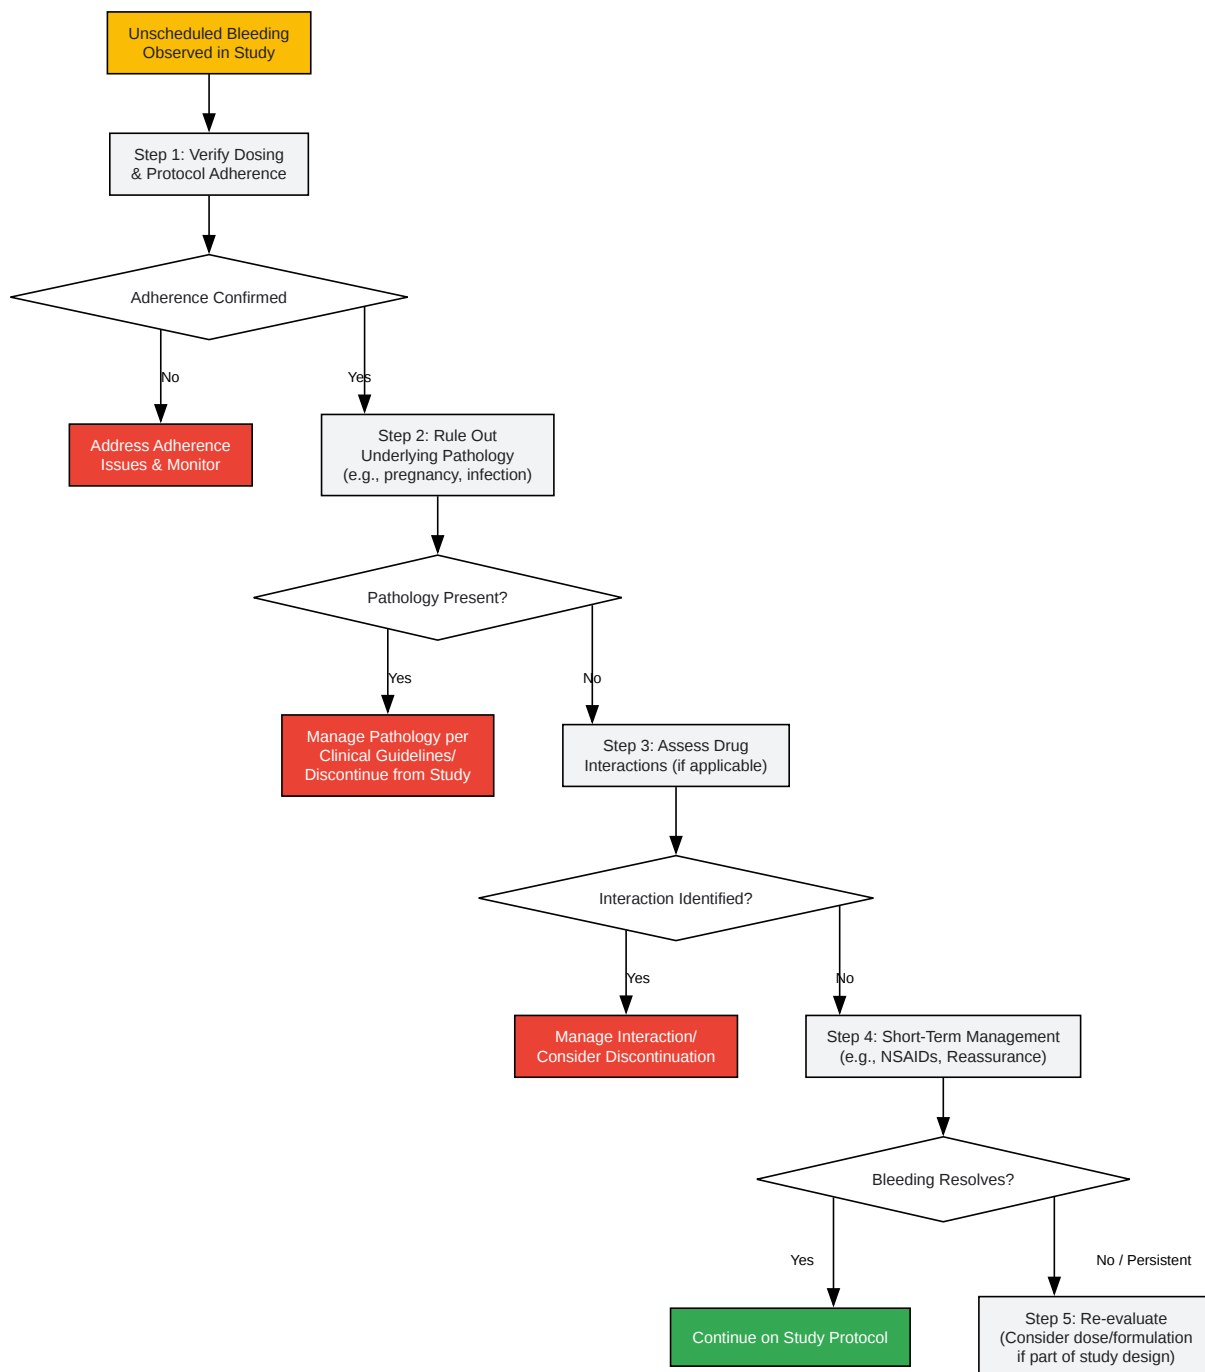 Unscheduled Bleeding
Observed in Study
Step 1: Verify Dosing
& Protocol Adherence
Adherence Confirmed
No
Yes
Address Adherence
Issues & Monitor
Step 2: Rule Out
Underlying Pathology
(e.g., pregnancy, infection)
Pathology Present?
Yes
No
Manage Pathology per
Clinical Guidelines/
Discontinue from Study
Step 3: Assess Drug
Interactions (if applicable)
Interaction Identified?
Yes
No
Manage Interaction/
Consider Discontinuation
Step 4: Short-Term Management
(e.g., NSAIDs, Reassurance)
Bleeding Resolves?
Yes
No / Persistent
Continue on Study Protocol
Step 5: Re-evaluate
(Consider dose/formulation
if part of study design)